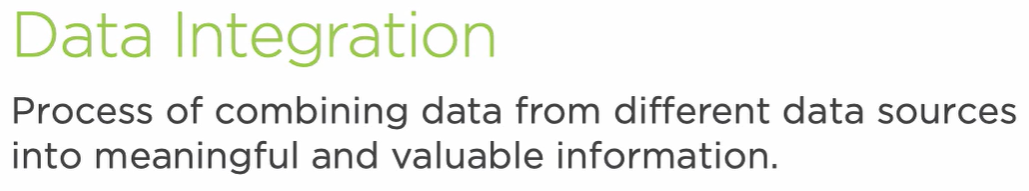 Data Integration
Process of combining data from different data sources
into meaningful and valuable information.